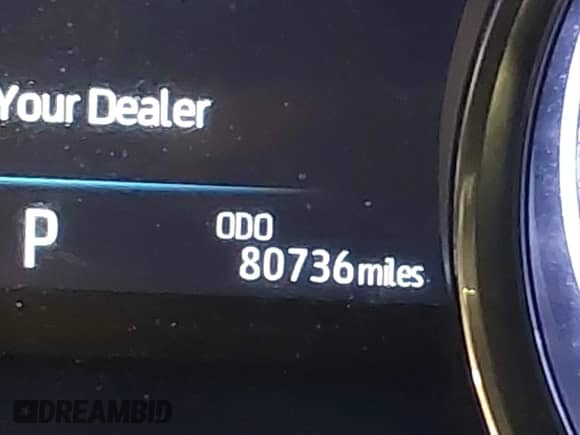 Your Dealer
P
ODO
80736 miles
DREAMBID